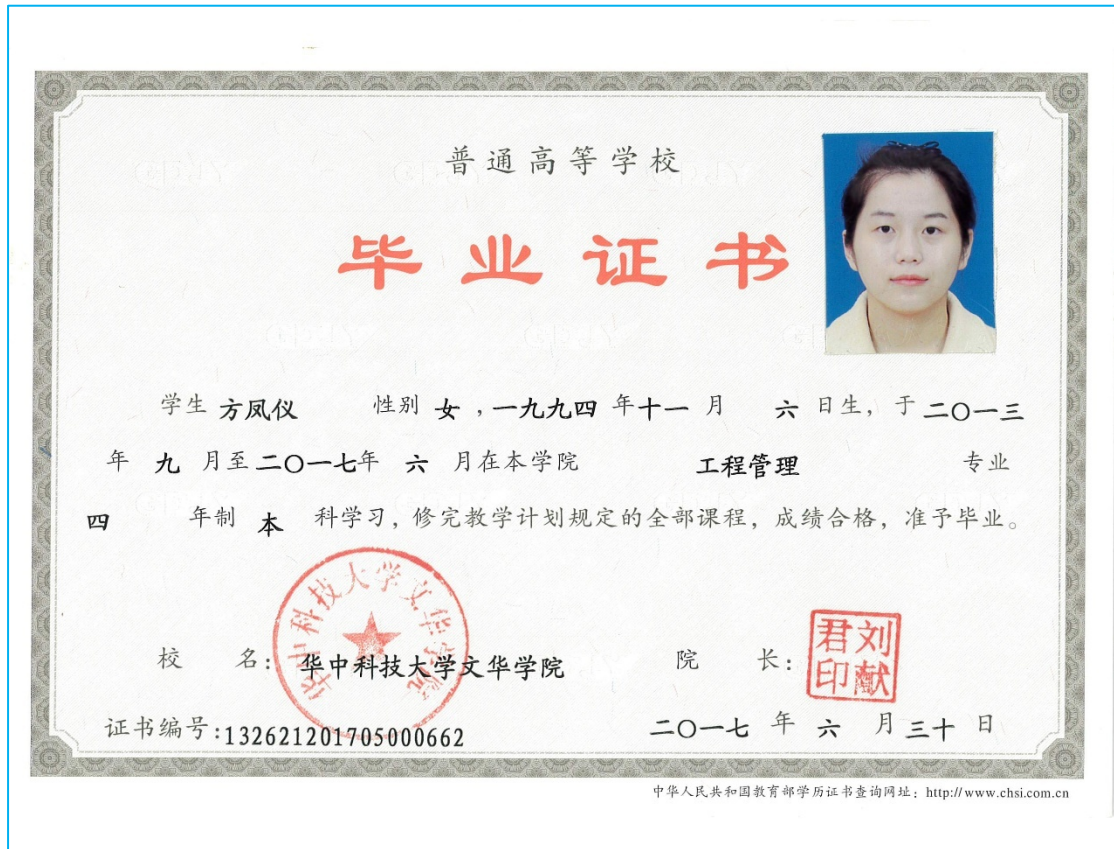 普通高等学校
毕业证书
学生 方凤仪 性别 女 ，一九九四 年 十一 月 六 日生，于 二〇一三
年 九 月至 二〇一七年 六 月在本学院 工程管理 专业
四 年制 本 科学习，修完教学计划规定的全部课程，成绩合格，准予毕业。
华中科技大学文华学院
校 名：华中科技大学文华学院 院 长：刘献君印
证书编号:132621201705000662 二〇一七 年 六 月 三十 日
中华人民共和国教育部学历证书查询网址：http://www.chsi.com.cn